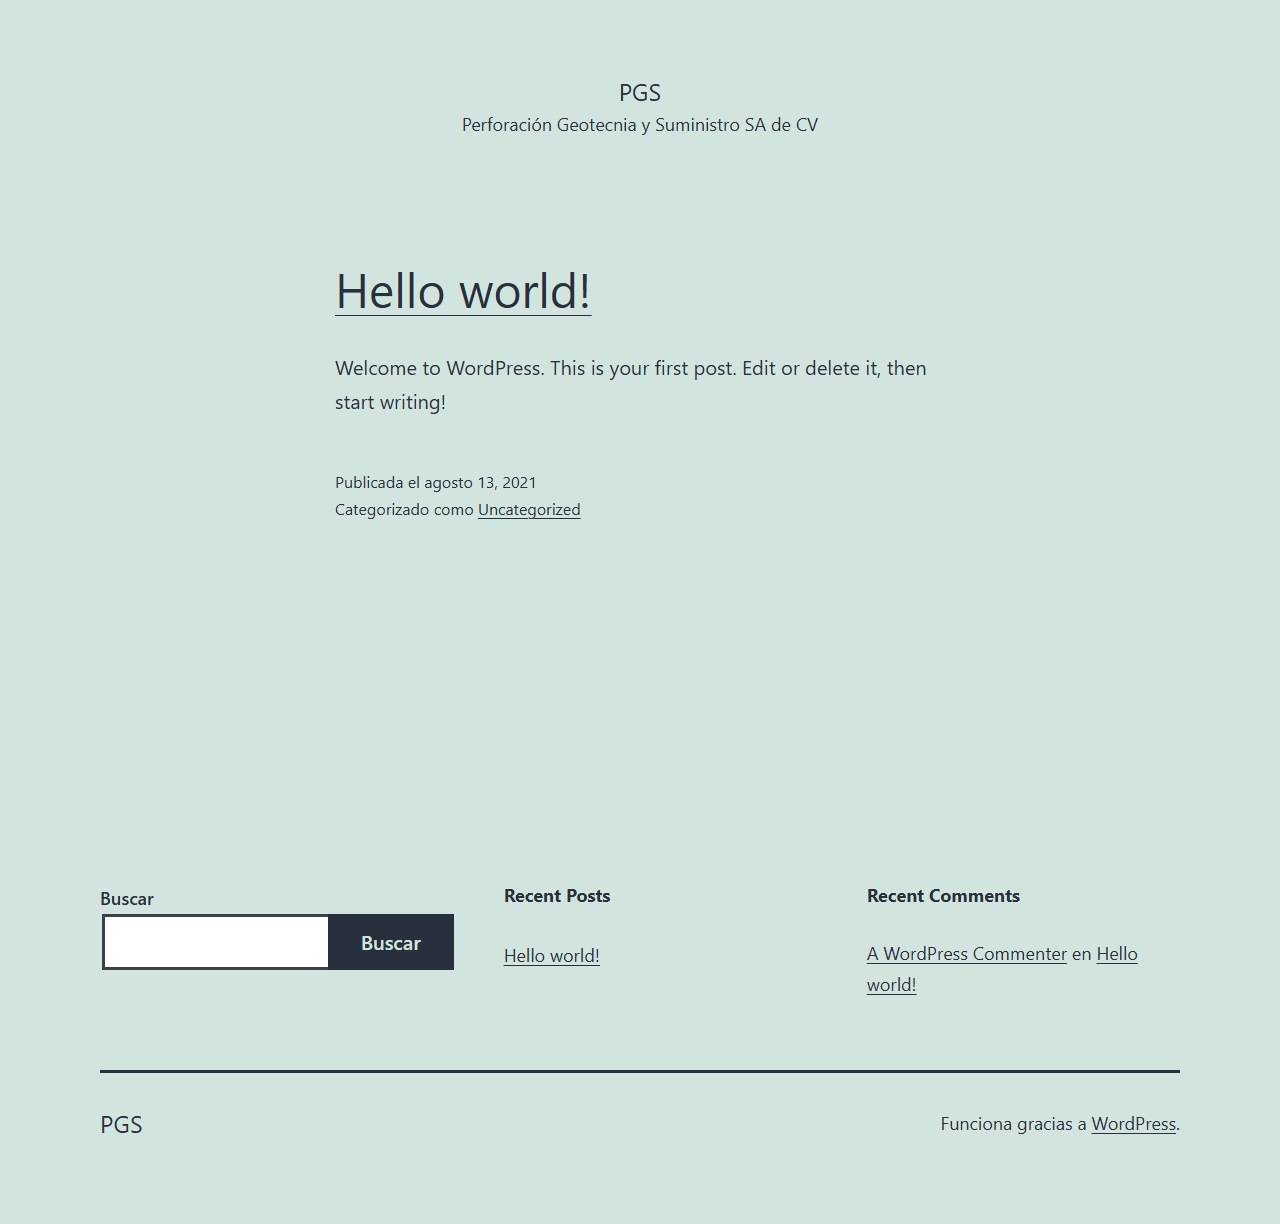 PGS
Perforación Geotecnia y Suministro SA de CV
Hello world!
Welcome to WordPress. This is your first post. Edit or delete it, then
start writing!
Publicada el agosto 13, 2021
Categorizado como Uncategorized
Buscar
Buscar
Recent Posts
Hello world!
Recent Comments
A WordPress Commenter en Hello
world!
PGS
Funciona gracias a WordPress.